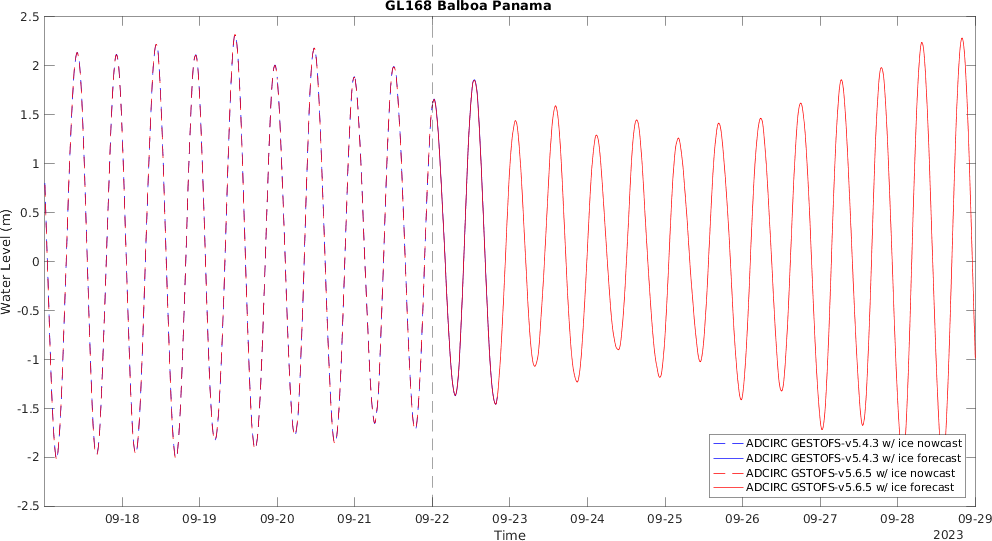 GL168 Balboa Panama
2.5
2
1.5
1
0.5
0
-0.5
-1
-1.5
-2
-2.5
Water Level (m)
09-18 09-19 09-20 09-21 09-22 09-23 09-24 09-25 09-26 09-27 09-28 09-29
Time
2023
ADCIRC GESTOFS-v5.4.3 w/ ice nowcast
ADCIRC GESTOFS-v5.4.3 w/ ice forecast
ADCIRC GSTOFS-v5.6.5 w/ ice nowcast
ADCIRC GSTOFS-v5.6.5 w/ ice forecast